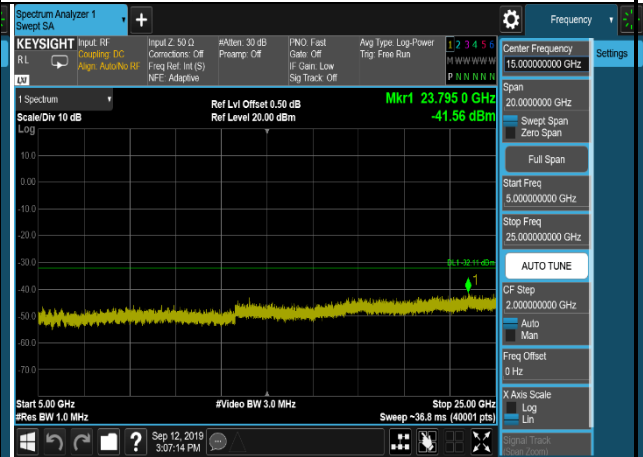 Spectrum Analyzer 1
Swept SA
+
Frequency
KEYSIGHT
RL
LXI
Input: RF
Coupling: DC
Align: Auto/No RF
Input Z: 50 Ω
Corrections: Off
Freq Ref: Int (S)
NFE: Adaptive
#Atten: 30 dB
Preamp: Off
PNO: Fast
Gate: Off
IF Gain: Low
Sig Track: Off
Avg Type: Log-Power
Trig: Free Run
1 2 3 4 5 6
M W W W W W
P N N N N N
1 Spectrum
Scale/Div 10 dB
Log
Ref Lvl Offset 0.50 dB
Ref Level 20.00 dBm
Mkr1 23.795 0 GHz
-41.56 dBm
10.0
0.00
-10.0
-20.0
-30.0
-40.0
-50.0
-60.0
-70.0
DL1 -32.11 dBm
1
Start 5.00 GHz
#Res BW 1.0 MHz
#Video BW 3.0 MHz
Stop 25.00 GHz
Sweep ~36.8 ms (40001 pts)
?
Sep 12, 2019
3:07:14 PM
Center Frequency
15.000000000 GHz
Span
20.0000000 GHz
Swept Span
Zero Span
Full Span
Start Freq
5.000000000 GHz
Stop Freq
25.000000000 GHz
AUTO TUNE
CF Step
2.000000000 GHz
Auto
Man
Freq Offset
0 Hz
X Axis Scale
Log
Lin
Signal Track
(Span Zoom)
Settings